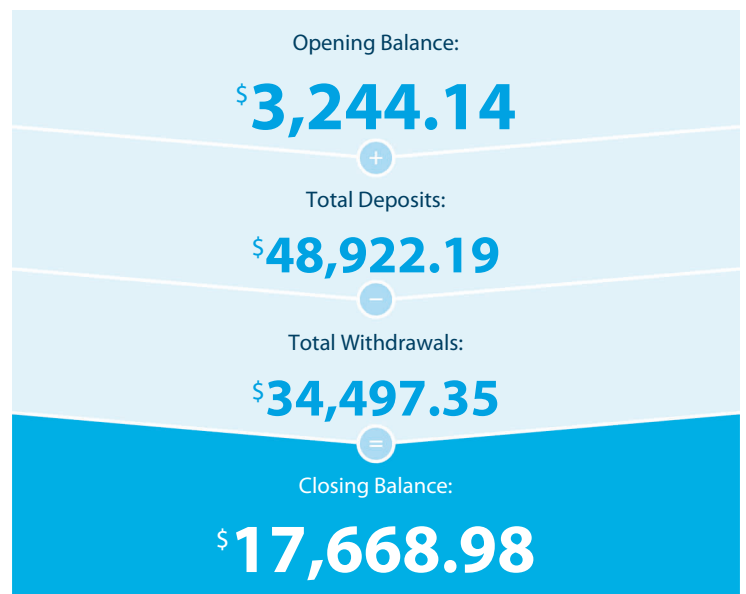 Opening Balance:
$3,244.14
+
Total Deposits:
$48,922.19
−
Total Withdrawals:
$34,497.35
=
Closing Balance:
$17,668.98